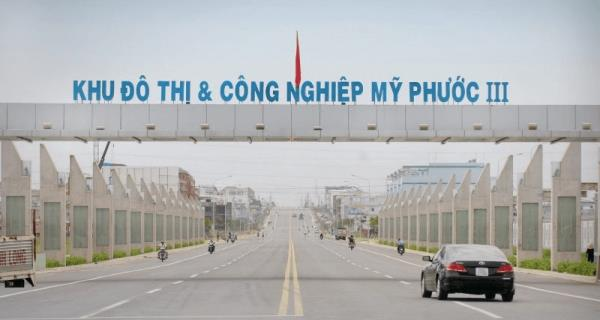 KHU ĐÔ THỊ & CÔNG NGHIỆP MỸ PHƯỚC III